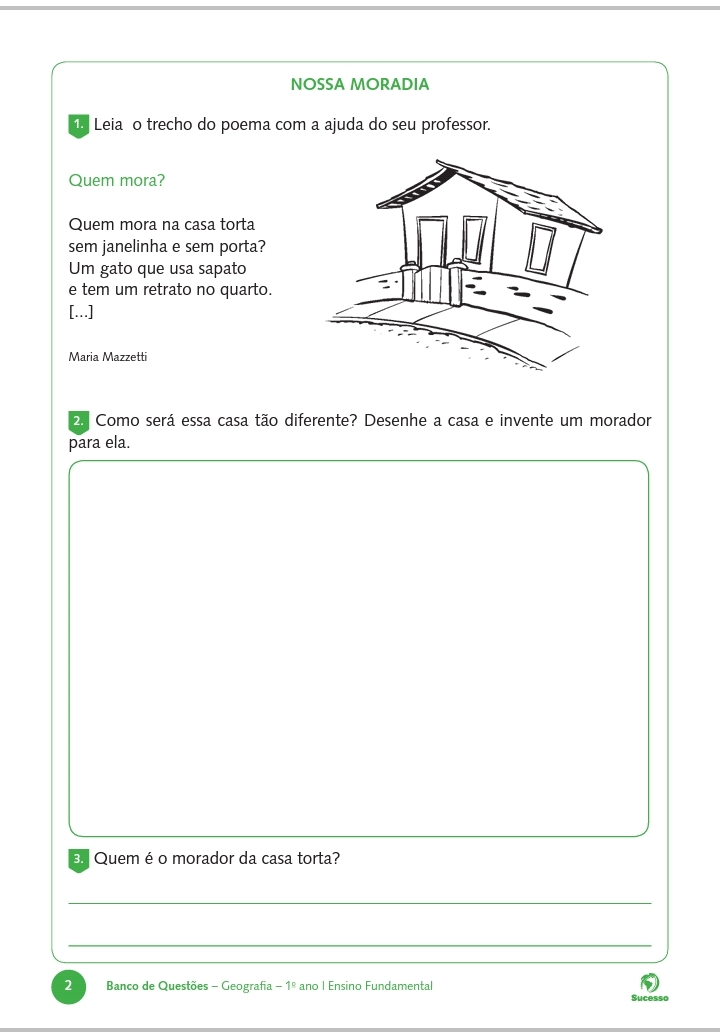 NOSSA MORADIA
1. Leia o trecho do poema com a ajuda do seu professor.
Quem mora?
Quem mora na casa torta
sem janelinha e sem porta?
Um gato que usa sapato
e tem um retrato no quarto.
[...]
Maria Mazzetti
2. Como será essa casa tão diferente? Desenhe a casa e invente um morador
para ela.
3. Quem é o morador da casa torta?
2 Banco de Questões – Geografia – 1º ano | Ensino Fundamental
Sucesso